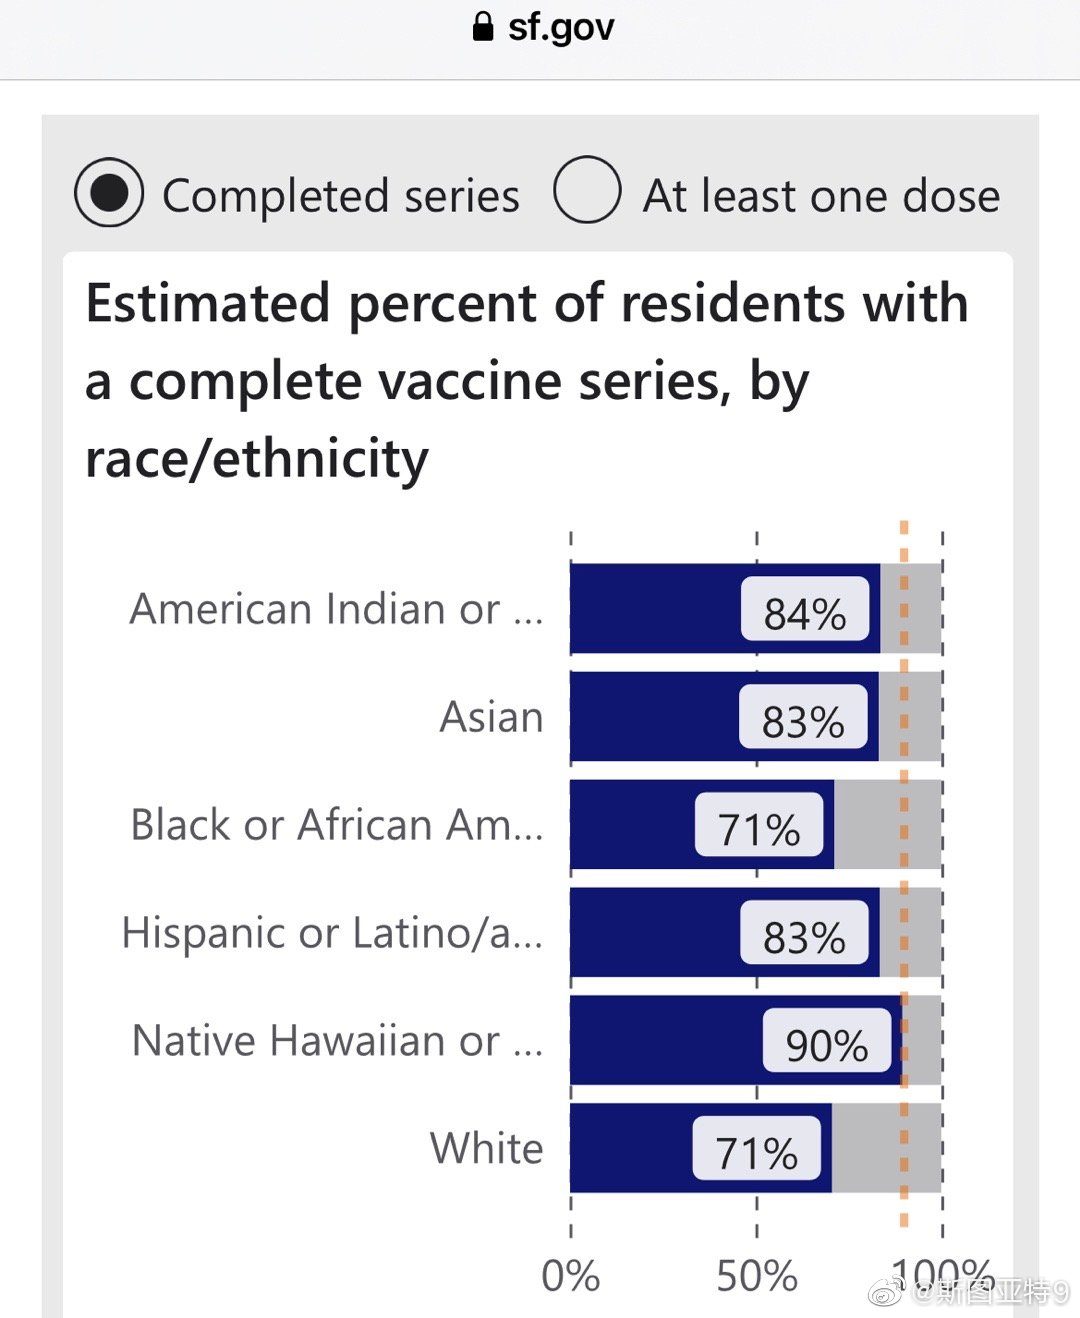 sf.gov
Completed series At least one dose
Estimated percent of residents with
a complete vaccine series, by
race/ethnicity
American Indian or ... 84%
Asian 83%
Black or African Am... 71%
Hispanic or Latino/a... 83%
Native Hawaiian or ... 90%
White 71%
0% 50% 100%
@斯图亚特9